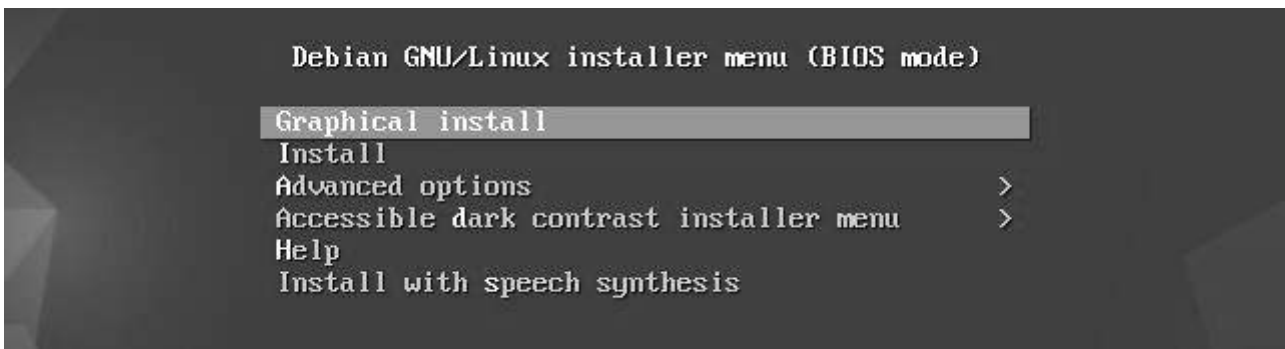 Debian GNU/Linux installer menu (BIOS mode)
Graphical install
Install
Advanced options >
Accessible dark contrast installer menu >
Help
Install with speech synthesis